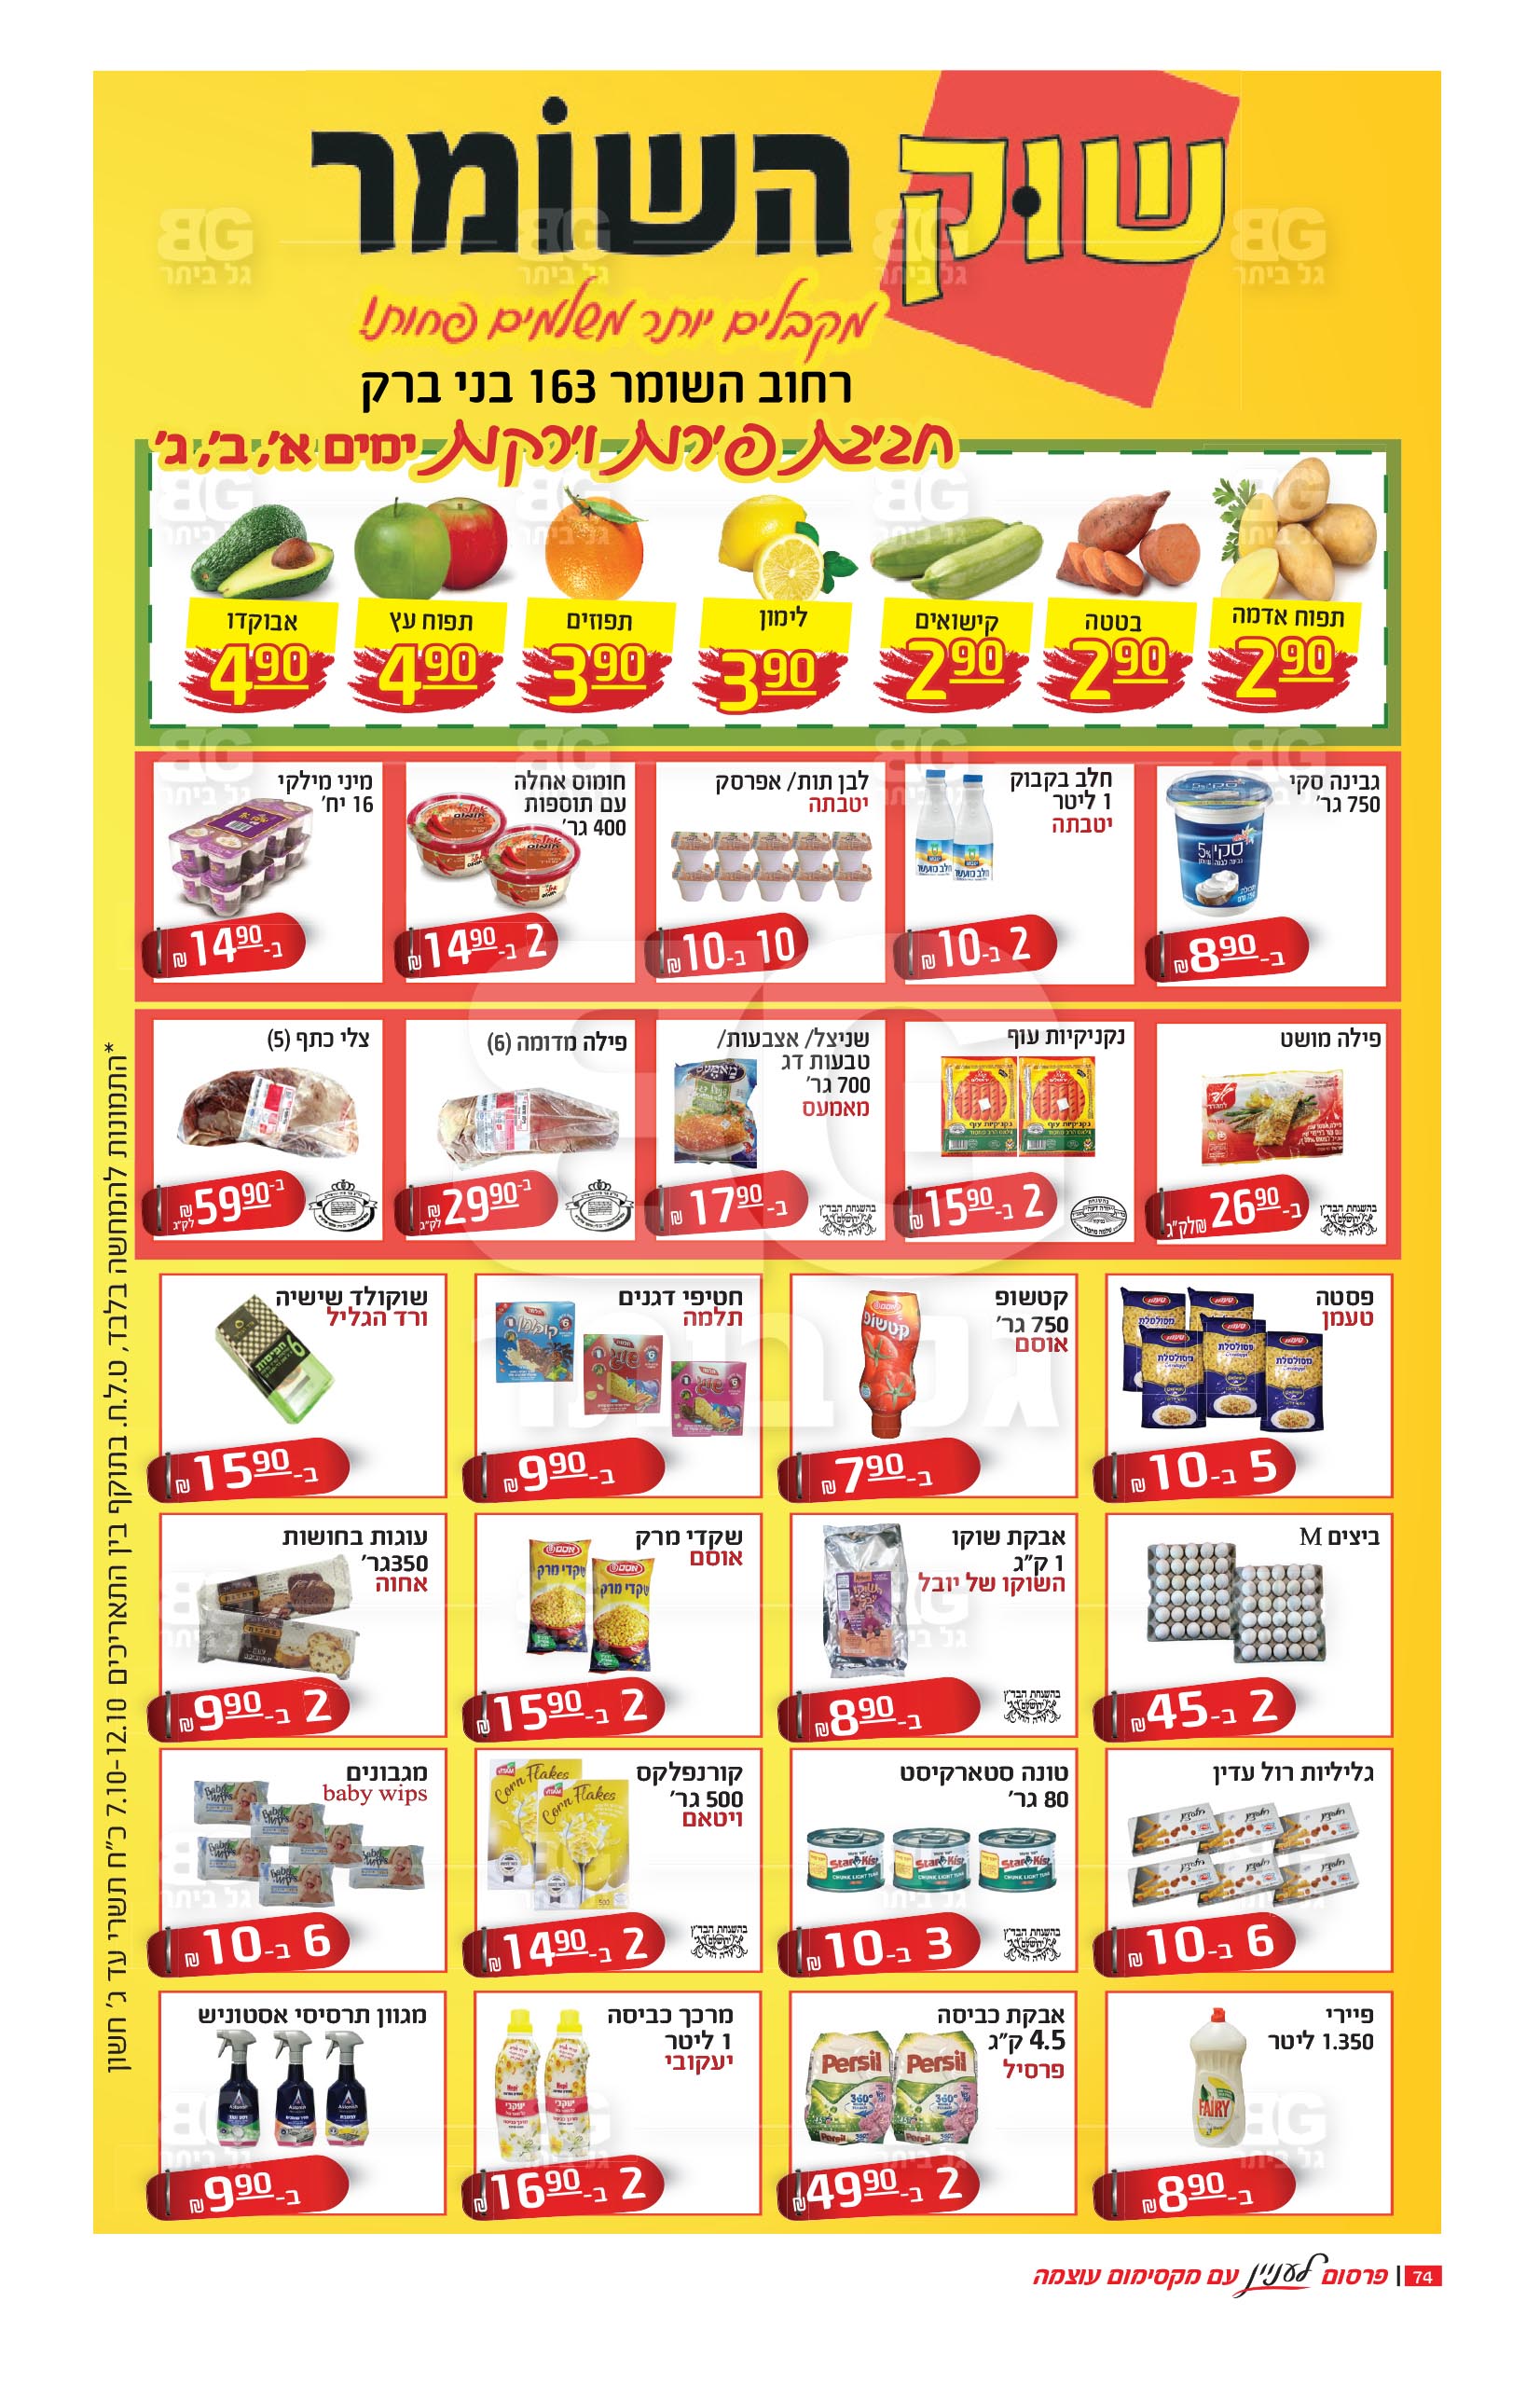 שוק השומר
מקבלים יותר משלמים פחות!
רחוב השומר 163 בני ברק
חגיגת פירות וירקות ימים א', ב', ג'
תפוח אדמה
2.90
בטטה
2.90
קישואים
2.90
לימון
3.90
תפוזים
3.90
תפוח עץ
4.90
אבוקדו
4.90
גבינה סקי
750 גר'
ב-8.90 ₪
חלב בקבוק
1 ליטר
יטבתה
2 ב-10 ₪
לבן תות/ אפרסק
יטבתה
10 ב-10 ₪
חומוס אחלה
עם תוספות
400 גר'
2 ב-14.90 ₪
מיני מילקי
16 יח'
ב-14.90 ₪
פילה מושט
ב-26.90 ₪לק"ג
נקניקיות עוף
2 ב-15.90 ₪
שניצל/ אצבעות/
טבעות דג
700 גר'
מאמעס
ב-17.90 ₪
פילה מדומה (6)
ב-29.90 ₪ לק"ג
צלי כתף (5)
ב-59.90 ₪ לק"ג
פסטה
טעמן
5 ב-10 ₪
קטשופ
750 גר'
אוסם
ב-7.90 ₪
חטיפי דגנים
תלמה
ב-9.90 ₪
שוקולד שישיה
ורד הגליל
ב-15.90 ₪
ביצים M
2 ב-45 ₪
אבקת שוקו
1 ק"ג
השוקו של יובל
ב-8.90 ₪
שקדי מרק
אוסם
2 ב-15.90 ₪
עוגות בחושות
350גר'
אחוה
2 ב-9.90 ₪
גליליות רול עדין
6 ב-10 ₪
טונה סטארקיסט
80 גר'
3 ב-10 ₪
קורנפלקס
500 גר'
ויטאם
2 ב-14.90 ₪
מגבונים
baby wips
6 ב-10 ₪
פיירי
1.350 ליטר
ב-8.90 ₪
אבקת כביסה
4.5 ק"ג
פרסיל
2 ב-49.90 ₪
מרכך כביסה
1 ליטר
יעקובי
2 ב-16.90 ₪
מגוון תרסיסי אסטוניש
ב-9.90 ₪
*התמונות להמחשה בלבד, ט.ל.ח. בתוקף בין התאריכים 7.10-12.10 כ"ח תשרי עד ג' חשון
74 | פרסום לעניין עם מקסימום עוצמה
BG
גל ביתר